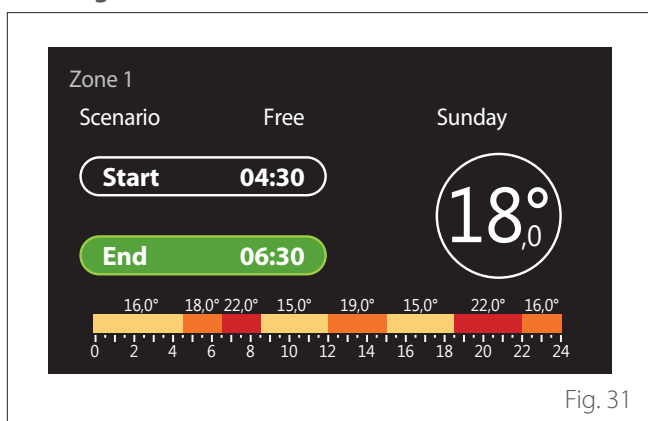 Zone 1
Scenario Free Sunday
Start 04:30
End 06:30
18°,0
16,0° 18,0° 22,0° 15,0° 19,0° 15,0° 22,0° 16,0°
0 2 4 6 8 10 12 14 16 18 20 22 24
Fig. 31